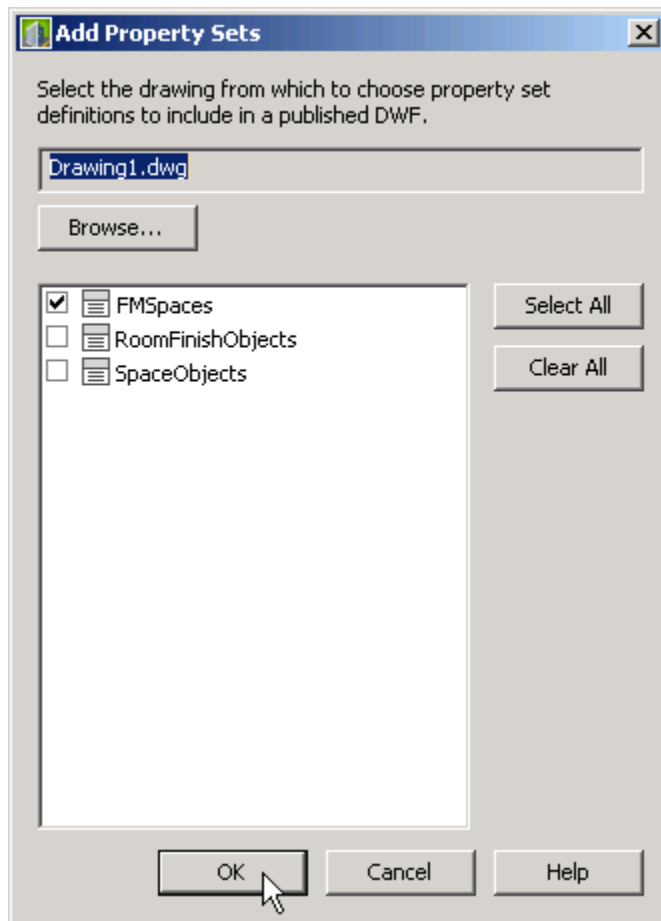 Add Property Sets
Select the drawing from which to choose property set
definitions to include in a published DWF.
Drawing1.dwg
Browse...
FMSpaces
Select All
RoomFinishObjects
SpaceObjects
Clear All
OK
Cancel
Help